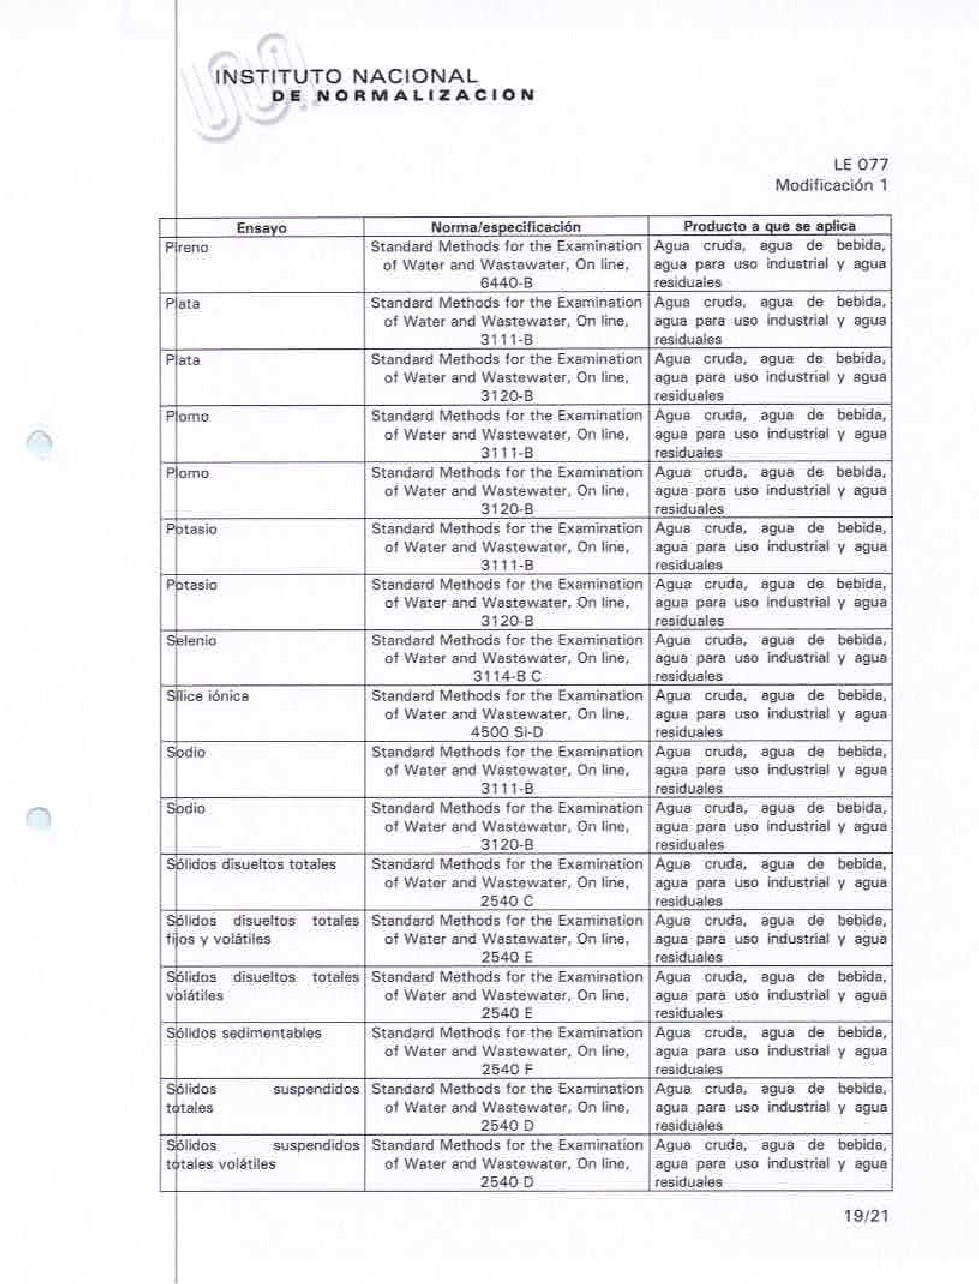 INSTITUTO NACIONAL
DE NORMALIZACION
LE 077
Modificación 1
Ensayo Norma/especificación Producto a que se aplica
Pireno Standard Methods for the Examination Agua cruda, agua de bebida,
of Water and Wastewater, On line, agua para uso industrial y agua
6440-B residuales
Plata Standard Methods for the Examination Agua cruda, agua de bebida,
of Water and Wastewater, On line, agua para uso industrial y agua
3111-B residuales
Plata Standard Methods for the Examination Agua cruda, agua de bebida,
of Water and Wastewater, On line, agua para uso industrial y agua
3120-B residuales
Plomo Standard Methods for the Examination Agua cruda, agua de bebida,
of Water and Wastewater, On line, agua para uso industrial y agua
3111-B residuales
Plomo Standard Methods for the Examination Agua cruda, agua de bebida,
of Water and Wastewater, On line, agua para uso industrial y agua
3120-B residuales
Potasio Standard Methods for the Examination Agua cruda, agua de bebida,
of Water and Wastewater, On line, agua para uso industrial y agua
3111-B residuales
Potasio Standard Methods for the Examination Agua cruda, agua de bebida,
of Water and Wastewater, On line, agua para uso industrial y agua
3120-B residuales
Selenio Standard Methods for the Examination Agua cruda, agua de bebida,
of Water and Wastewater, On line, agua para uso industrial y agua
3114-B C residuales
Sílice iónica Standard Methods for the Examination Agua cruda, agua de bebida,
of Water and Wastewater, On line, agua para uso industrial y agua
4500 Si-D residuales
Sodio Standard Methods for the Examination Agua cruda, agua de bebida,
of Water and Wastewater, On line, agua para uso industrial y agua
3111-B residuales
Sodio Standard Methods for the Examination Agua cruda, agua de bebida,
of Water and Wastewater, On line, agua para uso industrial y agua
3120-B residuales
Sólidos disueltos totales Standard Methods for the Examination Agua cruda, agua de bebida,
of Water and Wastewater, On line, agua para uso industrial y agua
2540 C residuales
Sólidos disueltos totales Standard Methods for the Examination Agua cruda, agua de bebida,
fijos y volátiles of Water and Wastewater, On line, agua para uso industrial y agua
2540 E residuales
Sólidos disueltos totales Standard Methods for the Examination Agua cruda, agua de bebida,
volátiles of Water and Wastewater, On line, agua para uso industrial y agua
2540 E residuales
Sólidos sedimentables Standard Methods for the Examination Agua cruda, agua de bebida,
of Water and Wastewater, On line, agua para uso industrial y agua
2540 F residuales
Sólidos suspendidos Standard Methods for the Examination Agua cruda, agua de bebida,
totales of Water and Wastewater, On line, agua para uso industrial y agua
2540 D residuales
Sólidos suspendidos Standard Methods for the Examination Agua cruda, agua de bebida,
totales volátiles of Water and Wastewater, On line, agua para uso industrial y agua
2540 D residuales
19/21